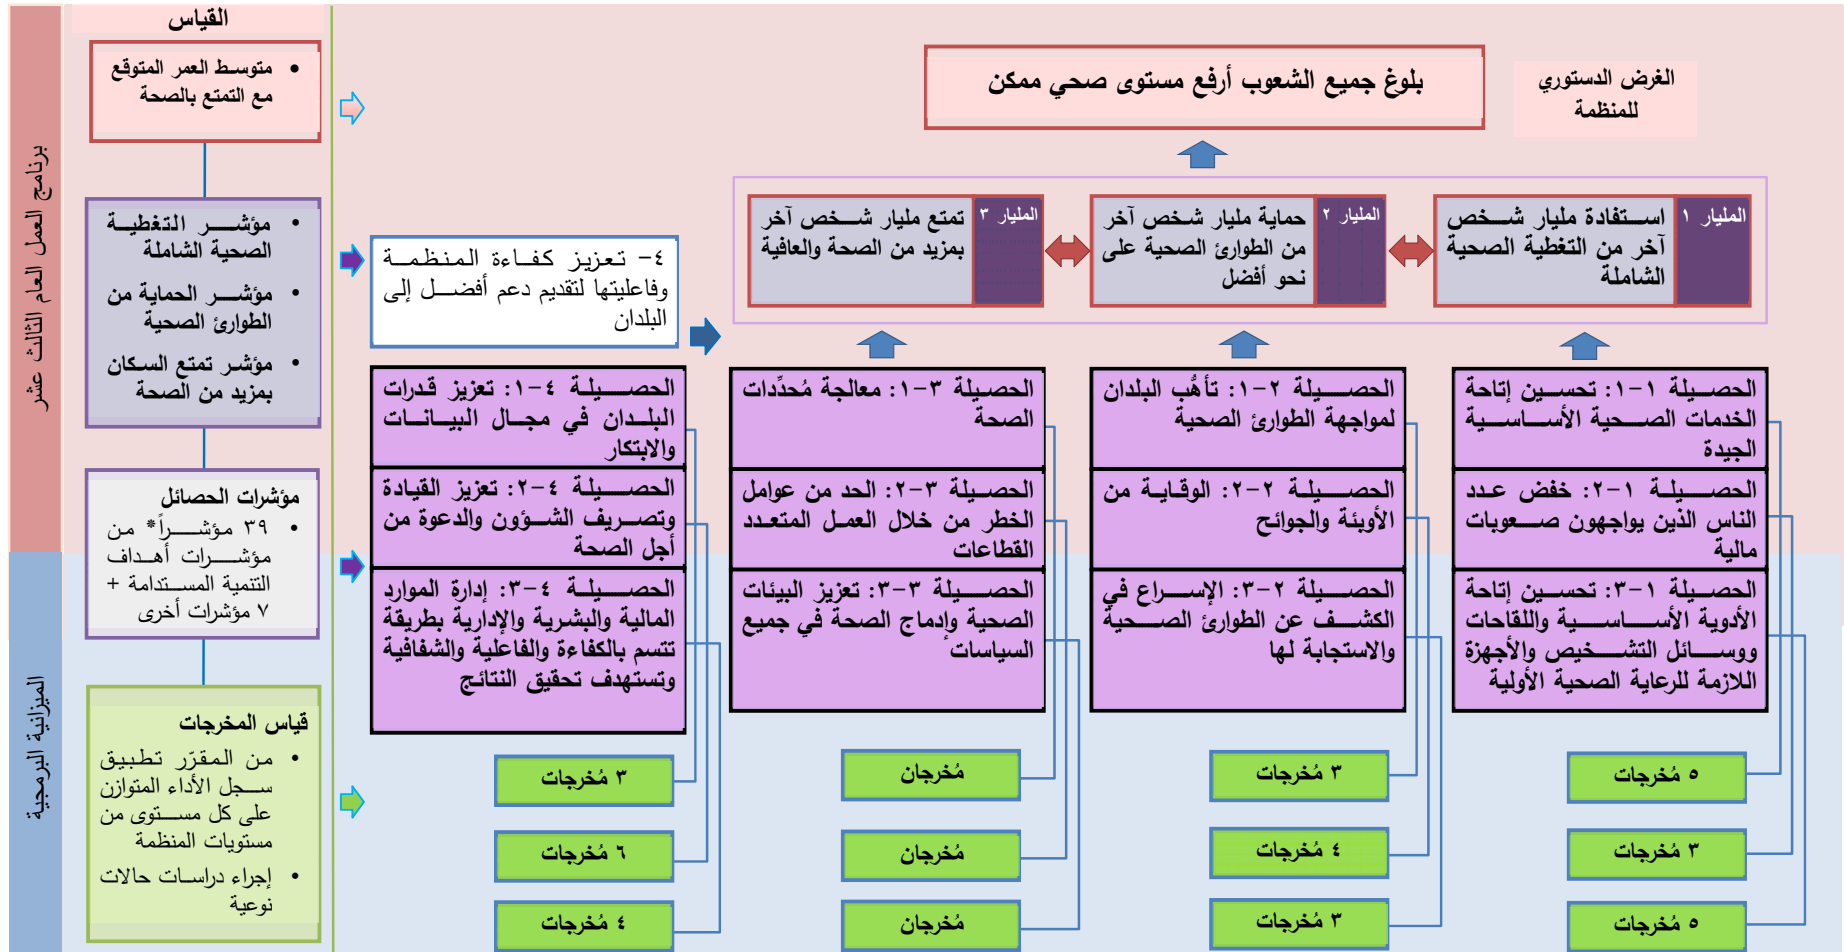 القياس
الغرض الدستوري
للمنظمة
بلوغ جميع الشعوب أرفع مستوى صحي ممكن
• متوسط العمر المتوقع
مع التمتع بالصحة
برنامج العمل العام الثالث عشر
المليار ١
استفادة مليار شخص
آخر من التغطية الصحية
الشاملة
المليار ٢
حماية مليار شخص آخر
من الطوارئ الصحية على
نحو أفضل
المليار ٣
تمتع مليار شخص آخر
بمزيد من الصحة والعافية
٤- تعزيز كفاءة المنظمة
وفاعليتها لتقديم دعم أفضل إلى
البلدان
• مؤشر التغطية
الصحية الشاملة
• مؤشر الحماية من
الطوارئ الصحية
• مؤشر تمتع السكان
بمزيد من الصحة
الحصيلة ١-١: تحسين إتاحة
الخدمات الصحية الأساسية
الجيدة
الحصيلة ١-٢: خفض عدد
الناس الذين يواجهون صعوبات
مالية
الحصيلة ١-٣: تحسين إتاحة
الأدوية الأساسية واللقاحات
ووسائل التشخيص والأجهزة
اللازمة للرعاية الصحية الأولية
الحصيلة ٢-١: تأهُّب البلدان
لمواجهة الطوارئ الصحية
الحصيلة ٢-٢: الوقاية من
الأوبئة والجوائح
الحصيلة ٢-٣: الإسراع في
الكشف عن الطوارئ الصحية
والاستجابة لها
الحصيلة ٣-١: معالجة مُحدِّدات
الصحة
الحصيلة ٣-٢: الحد من عوامل
الخطر من خلال العمل المتعدد
القطاعات
الحصيلة ٣-٣: تعزيز البيئات
الصحية وإدماج الصحة في جميع
السياسات
الحصيلة ٤-١: تعزيز قدرات
البلدان في مجال البيانات
والابتكار
الحصيلة ٤-٢: تعزيز القيادة
وتصريف الشؤون والدعوة من
أجل الصحة
الحصيلة ٤-٣: إدارة الموارد
المالية والبشرية والإدارية بطريقة
تتسم بالكفاءة والفاعلية والشفافية
وتستهدف تحقيق النتائج
مؤشرات الحصائل
• ٣٩ مؤشراً* من
مؤشرات أهداف
التنمية المستدامة +
٧ مؤشرات أخرى
الميزانية البرمجية
قياس المخرجات
• من المقرّر تطبيق
سجل الأداء المتوازن
على كل مستوى من
مستويات المنظمة
• إجراء دراسات حالات
نوعية
٥ مُخرجات
٣ مُخرجات
مُخرجان
٣ مُخرجات
٣ مُخرجات
٤ مُخرجات
مُخرجان
٦ مُخرجات
٥ مُخرجات
٣ مُخرجات
مُخرجان
٤ مُخرجات